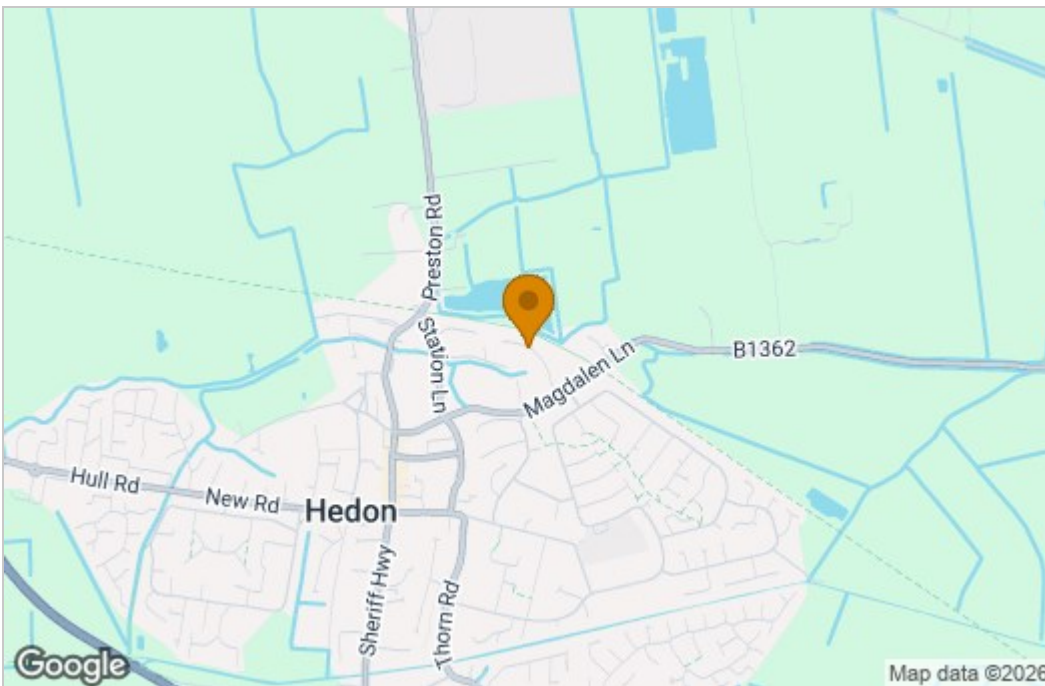 Preston Rd
Station Ln
B1362
Magdalen Ln
Hull Rd
New Rd
Hedon
Sheriff Hwy
Thorn Rd
Google
Map data ©2026